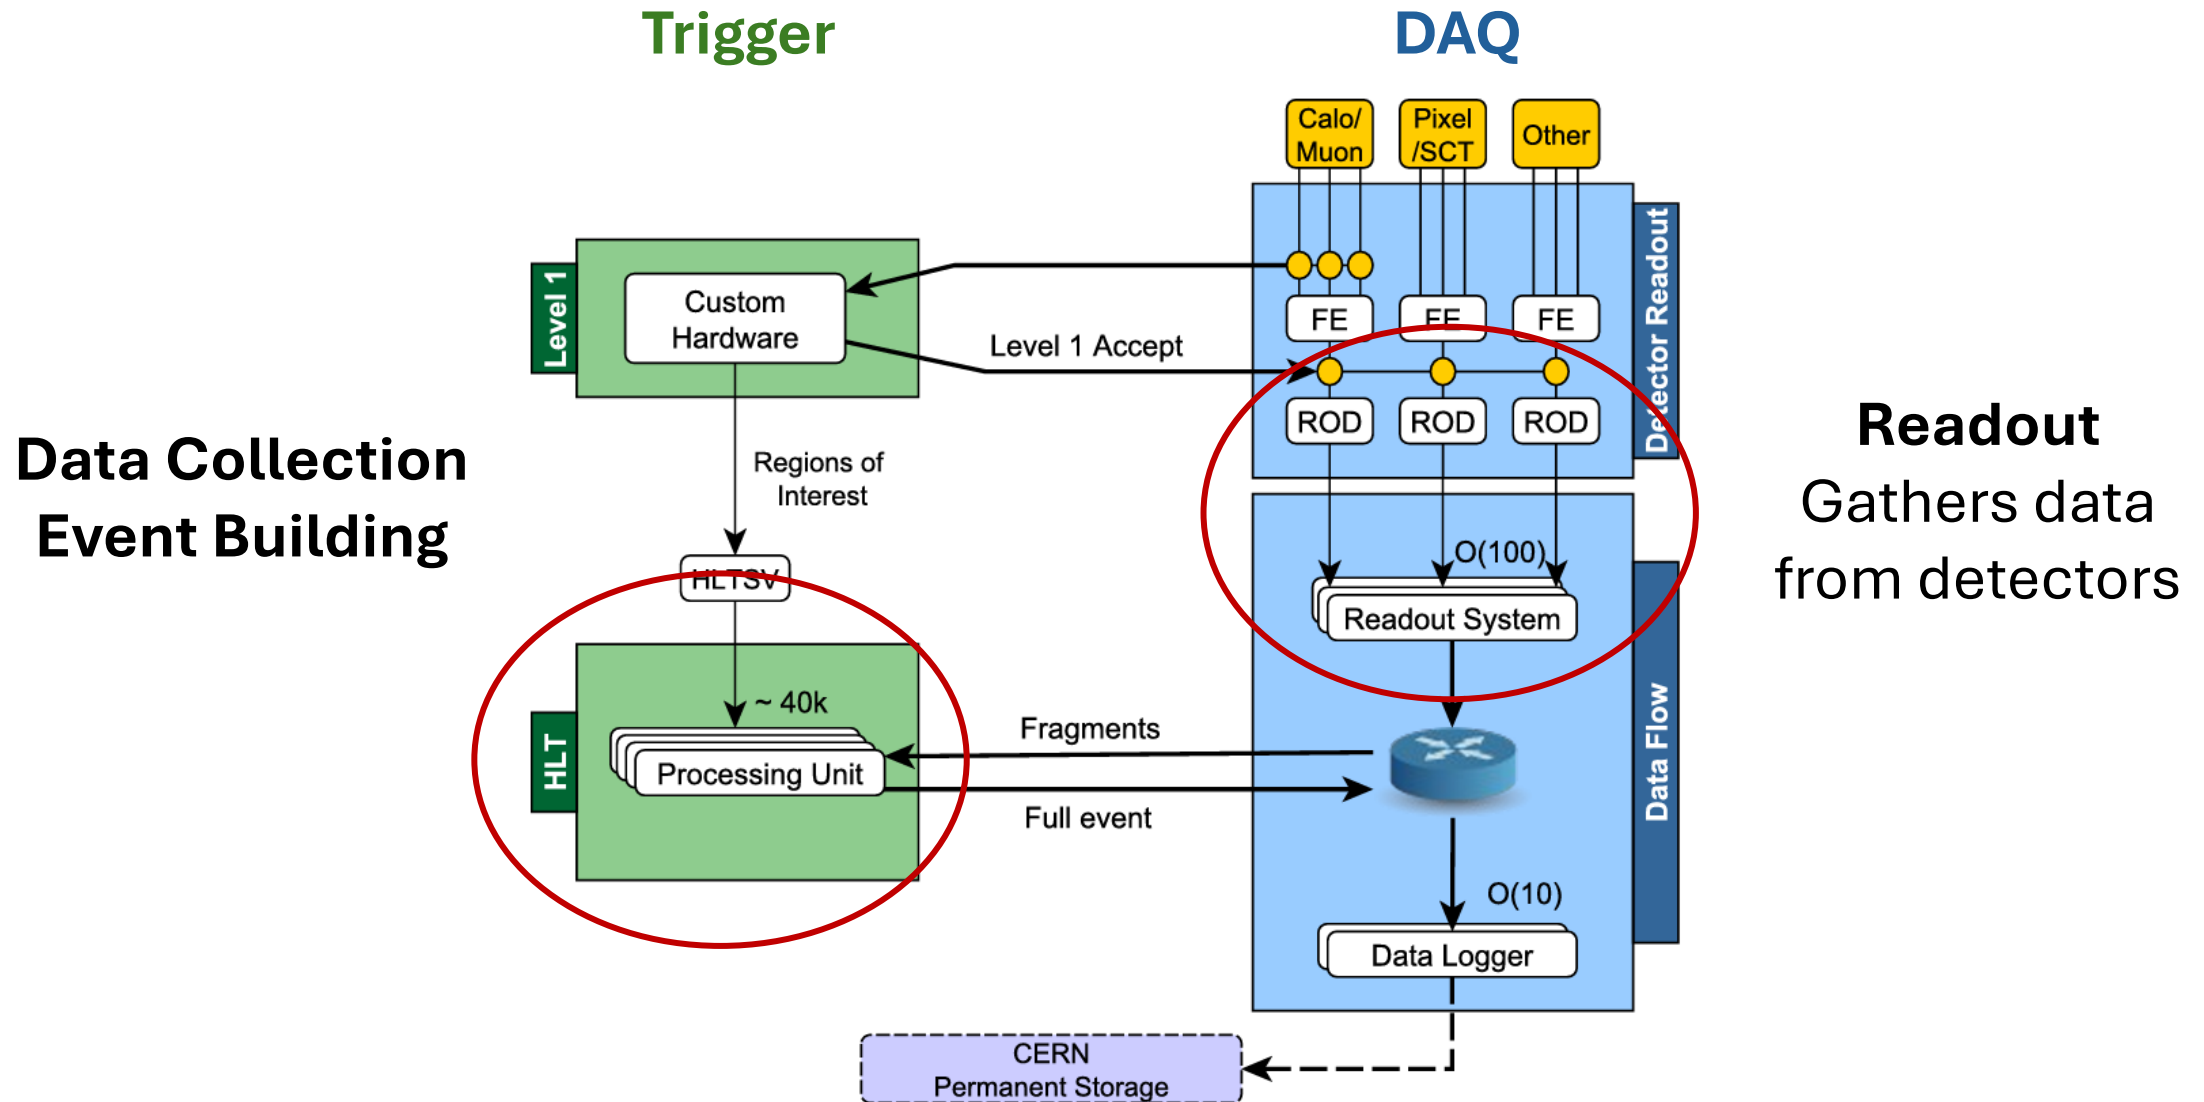 Trigger
DAQ
Calo/
Muon
Pixel
/SCT
Other
Level 1
Custom
Hardware
FE
FE
FE
Level 1 Accept
Detector Readout
ROD
ROD
ROD
Data Collection
Event Building
Regions of
Interest
Readout
Gathers data
from detectors
HLTSV
O(100)
Readout System
HLT
~ 40k
Processing Unit
Fragments
Full event
Data Flow
O(10)
Data Logger
CERN
Permanent Storage